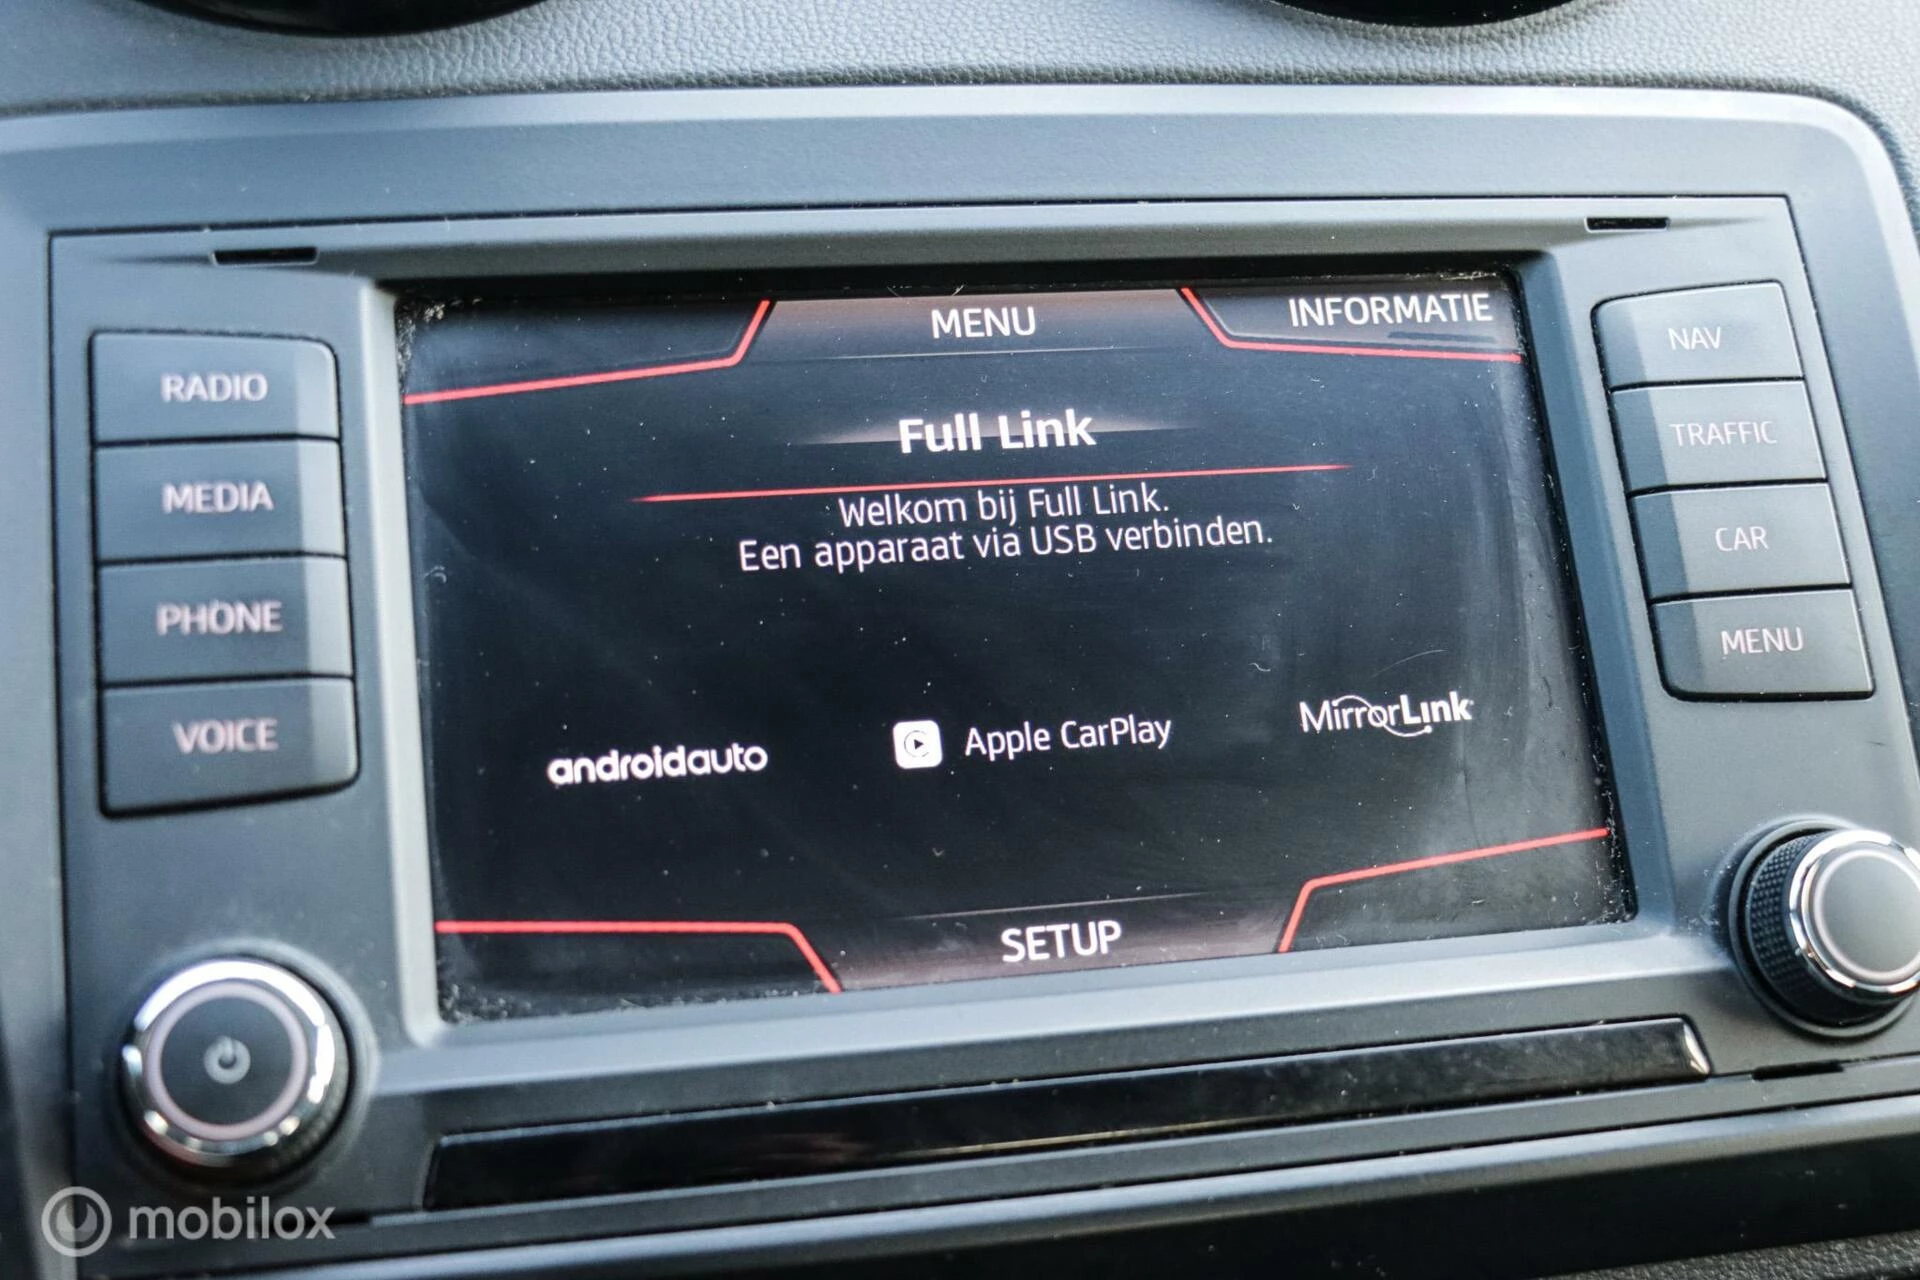 MENU
INFORMATIE
Full Link
Welkom bij Full Link.
Een apparaat via USB verbinden.
androidauto
Apple CarPlay
MirrorLink
SETUP
RADIO
MEDIA
PHONE
VOICE
NAV
TRAFFIC
CAR
MENU
mobilox